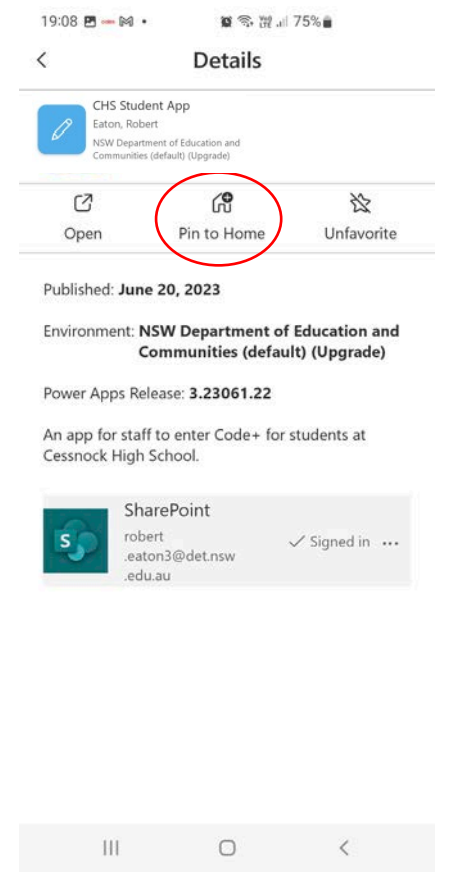 19:08 75%
Details
CHS Student App
Eaton, Robert
NSW Department of Education and
Communities (default) (Upgrade)
Open Pin to Home Unfavorite
Published: June 20, 2023
Environment: NSW Department of Education and
Communities (default) (Upgrade)
Power Apps Release: 3.23061.22
An app for staff to enter Code+ for students at
Cessnock High School.
SharePoint
robert
.eaton3@det.nsw
.edu.au
Signed in
S